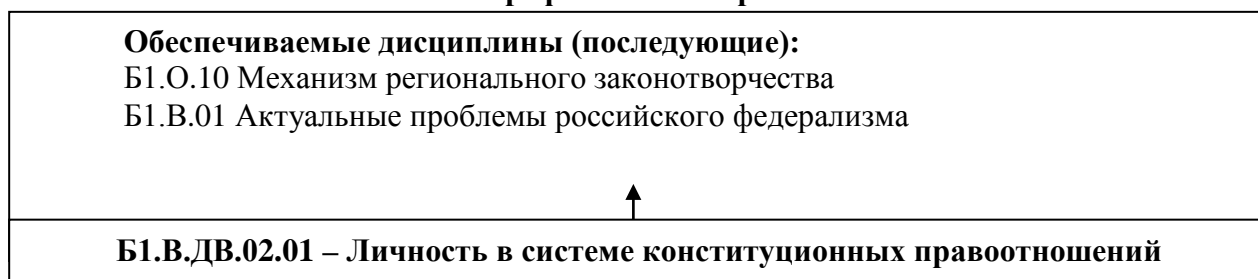 Обеспечиваемые дисциплины (последующие):
Б1.О.10 Механизм регионального законотворчества
Б1.В.01 Актуальные проблемы российского федерализма
Б1.В.ДВ.02.01 – Личность в системе конституционных правоотношений